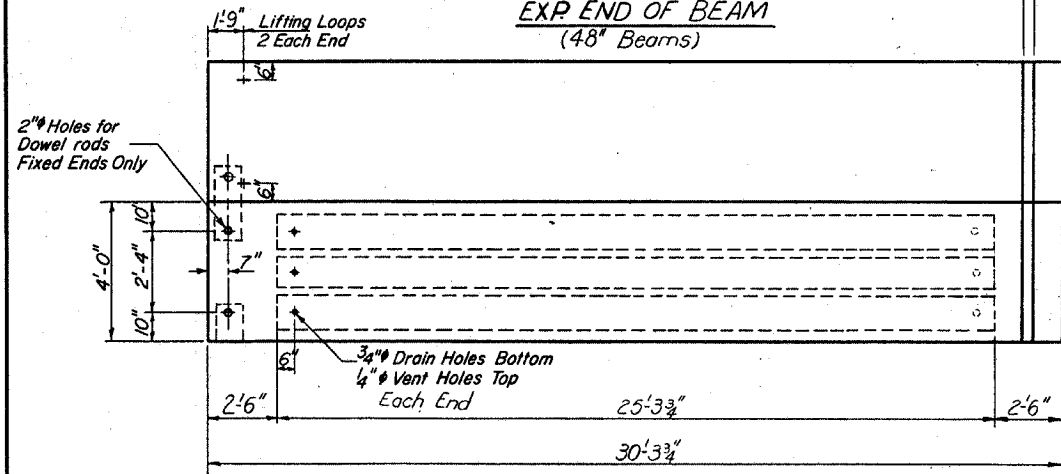 EXP. END OF BEAM
(48" Beams)
1'-9"
Lifting Loops
2 Each End
6"
2"φ Holes for
Dowel rods
Fixed Ends Only
6"
10"
4'-0"
2'-4"
7"
10"
6"
3/4"φ Drain Holes Bottom
1/4"φ Vent Holes Top
Each End
2'-6"
25'-3 3/4"
2'-6"
30'-3 3/4"